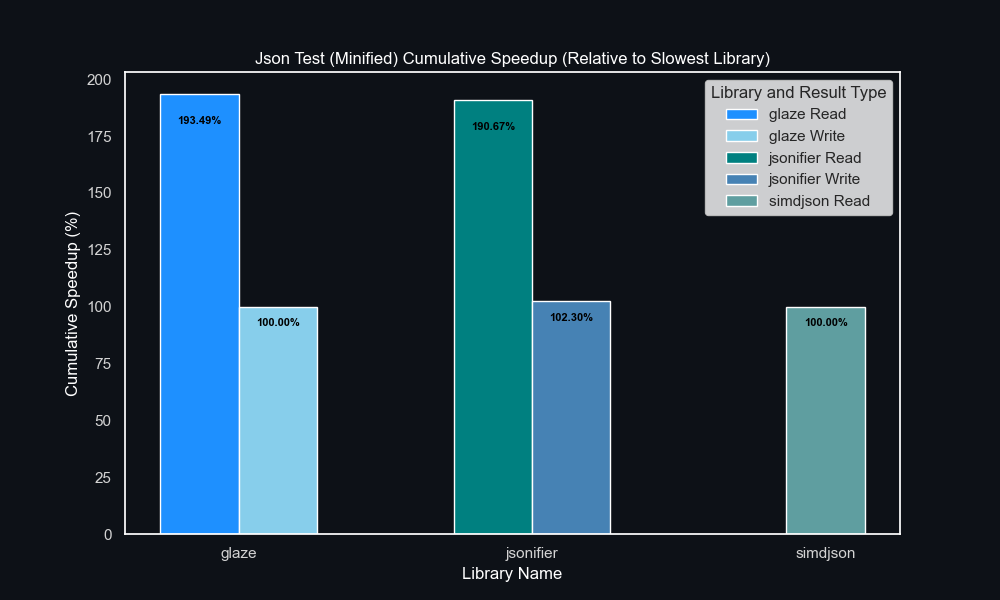 Json Test (Minified) Cumulative Speedup (Relative to Slowest Library)
Cumulative Speedup (%)
200
175
150
125
100
75
50
25
0
193.49%
100.00%
190.67%
102.30%
100.00%
Library and Result Type
glaze Read
glaze Write
jsonifier Read
jsonifier Write
simdjson Read
glaze
jsonifier
simdjson
Library Name